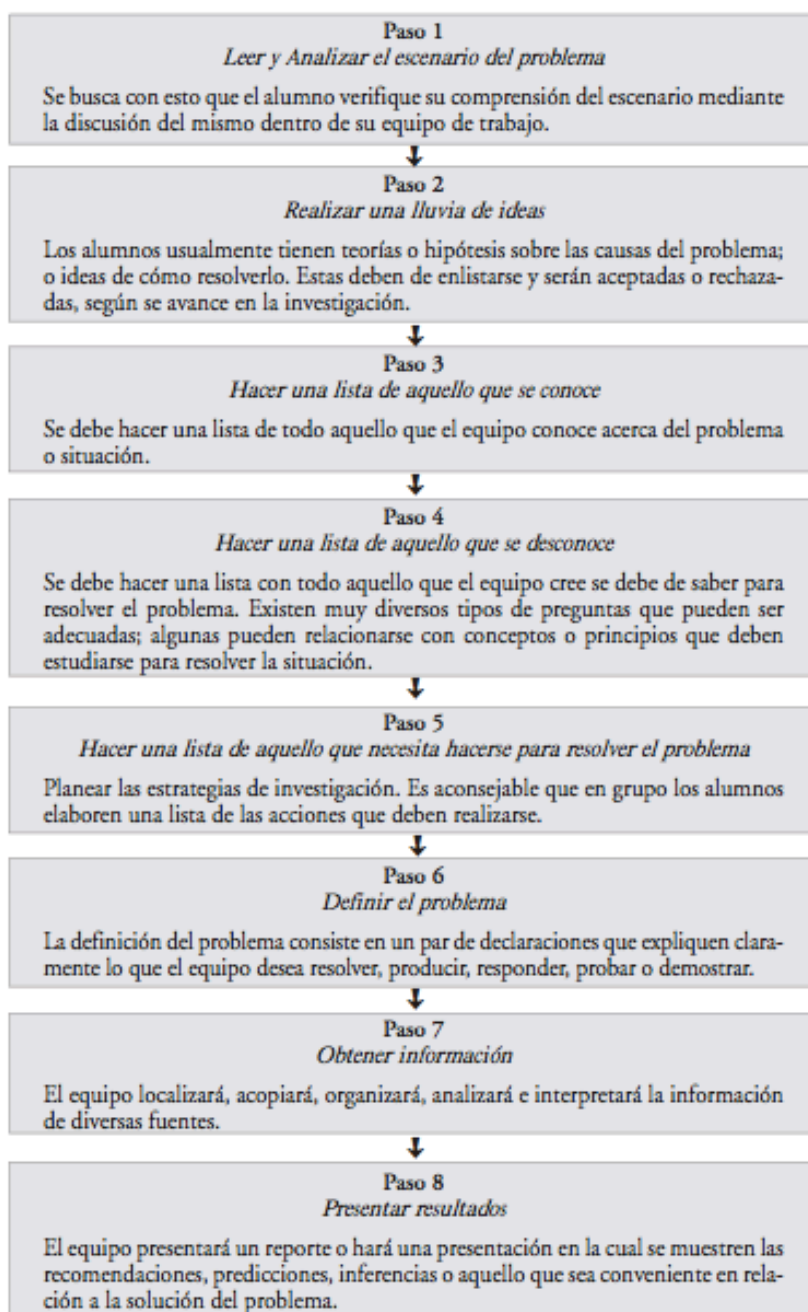 Paso 1
Leer y Analizar el escenario del problema
Se busca con esto que el alumno verifique su comprensión del escenario mediante
la discusión del mismo dentro de su equipo de trabajo.
Paso 2
Realizar una lluvia de ideas
Los alumnos usualmente tienen teorías o hipótesis sobre las causas del problema;
o ideas de cómo resolverlo. Estas deben de enlistarse y serán aceptadas o rechaza-
das, según se avance en la investigación.
Paso 3
Hacer una lista de aquello que se conoce
Se debe hacer una lista de todo aquello que el equipo conoce acerca del problema
o situación.
Paso 4
Hacer una lista de aquello que se desconoce
Se debe hacer una lista con todo aquello que el equipo cree se debe de saber para
resolver el problema. Existen muy diversos tipos de preguntas que pueden ser
adecuadas; algunas pueden relacionarse con conceptos o principios que deben
estudiarse para resolver la situación.
Paso 5
Hacer una lista de aquello que necesita hacerse para resolver el problema
Planear las estrategias de investigación. Es aconsejable que en grupo los alumnos
elaboren una lista de las acciones que deben realizarse.
Paso 6
Definir el problema
La definición del problema consiste en un par de declaraciones que expliquen clara-
mente lo que el equipo desea resolver, producir, responder, probar o demostrar.
Paso 7
Obtener información
El equipo localizará, acopiará, organizará, analizará e interpretará la información
de diversas fuentes.
Paso 8
Presentar resultados
El equipo presentará un reporte o hará una presentación en la cual se muestren las
recomendaciones, predicciones, inferencias o aquello que sea conveniente en rela-
ción a la solución del problema.